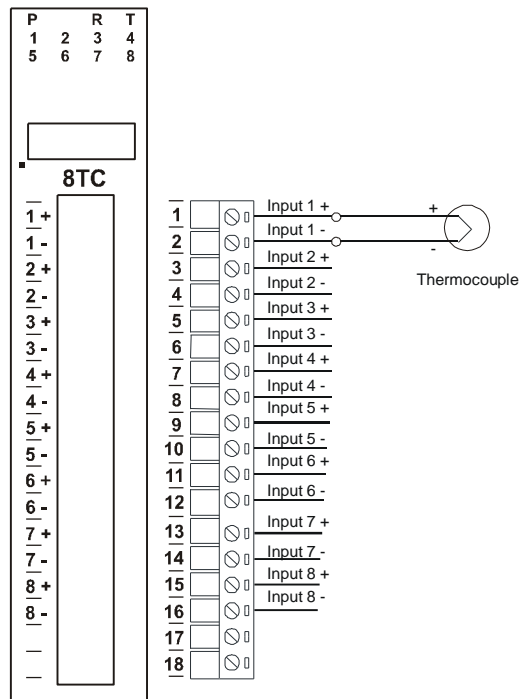 P R T
1 2 3 4
5 6 7 8
8TC
1 +
1 -
2 +
2 -
3 +
3 -
4 +
4 -
5 +
5 -
6 +
6 -
7 +
7 -
8 +
8 -
1 Input 1 + +
2 Input 1 - -
3 Input 2 +
4 Input 2 -
5 Input 3 +
6 Input 3 -
7 Input 4 +
8 Input 4 -
9 Input 5 +
10 Input 5 -
11 Input 6 +
12 Input 6 -
13 Input 7 +
14 Input 7 -
15 Input 8 +
16 Input 8 -
17
18
Thermocouple